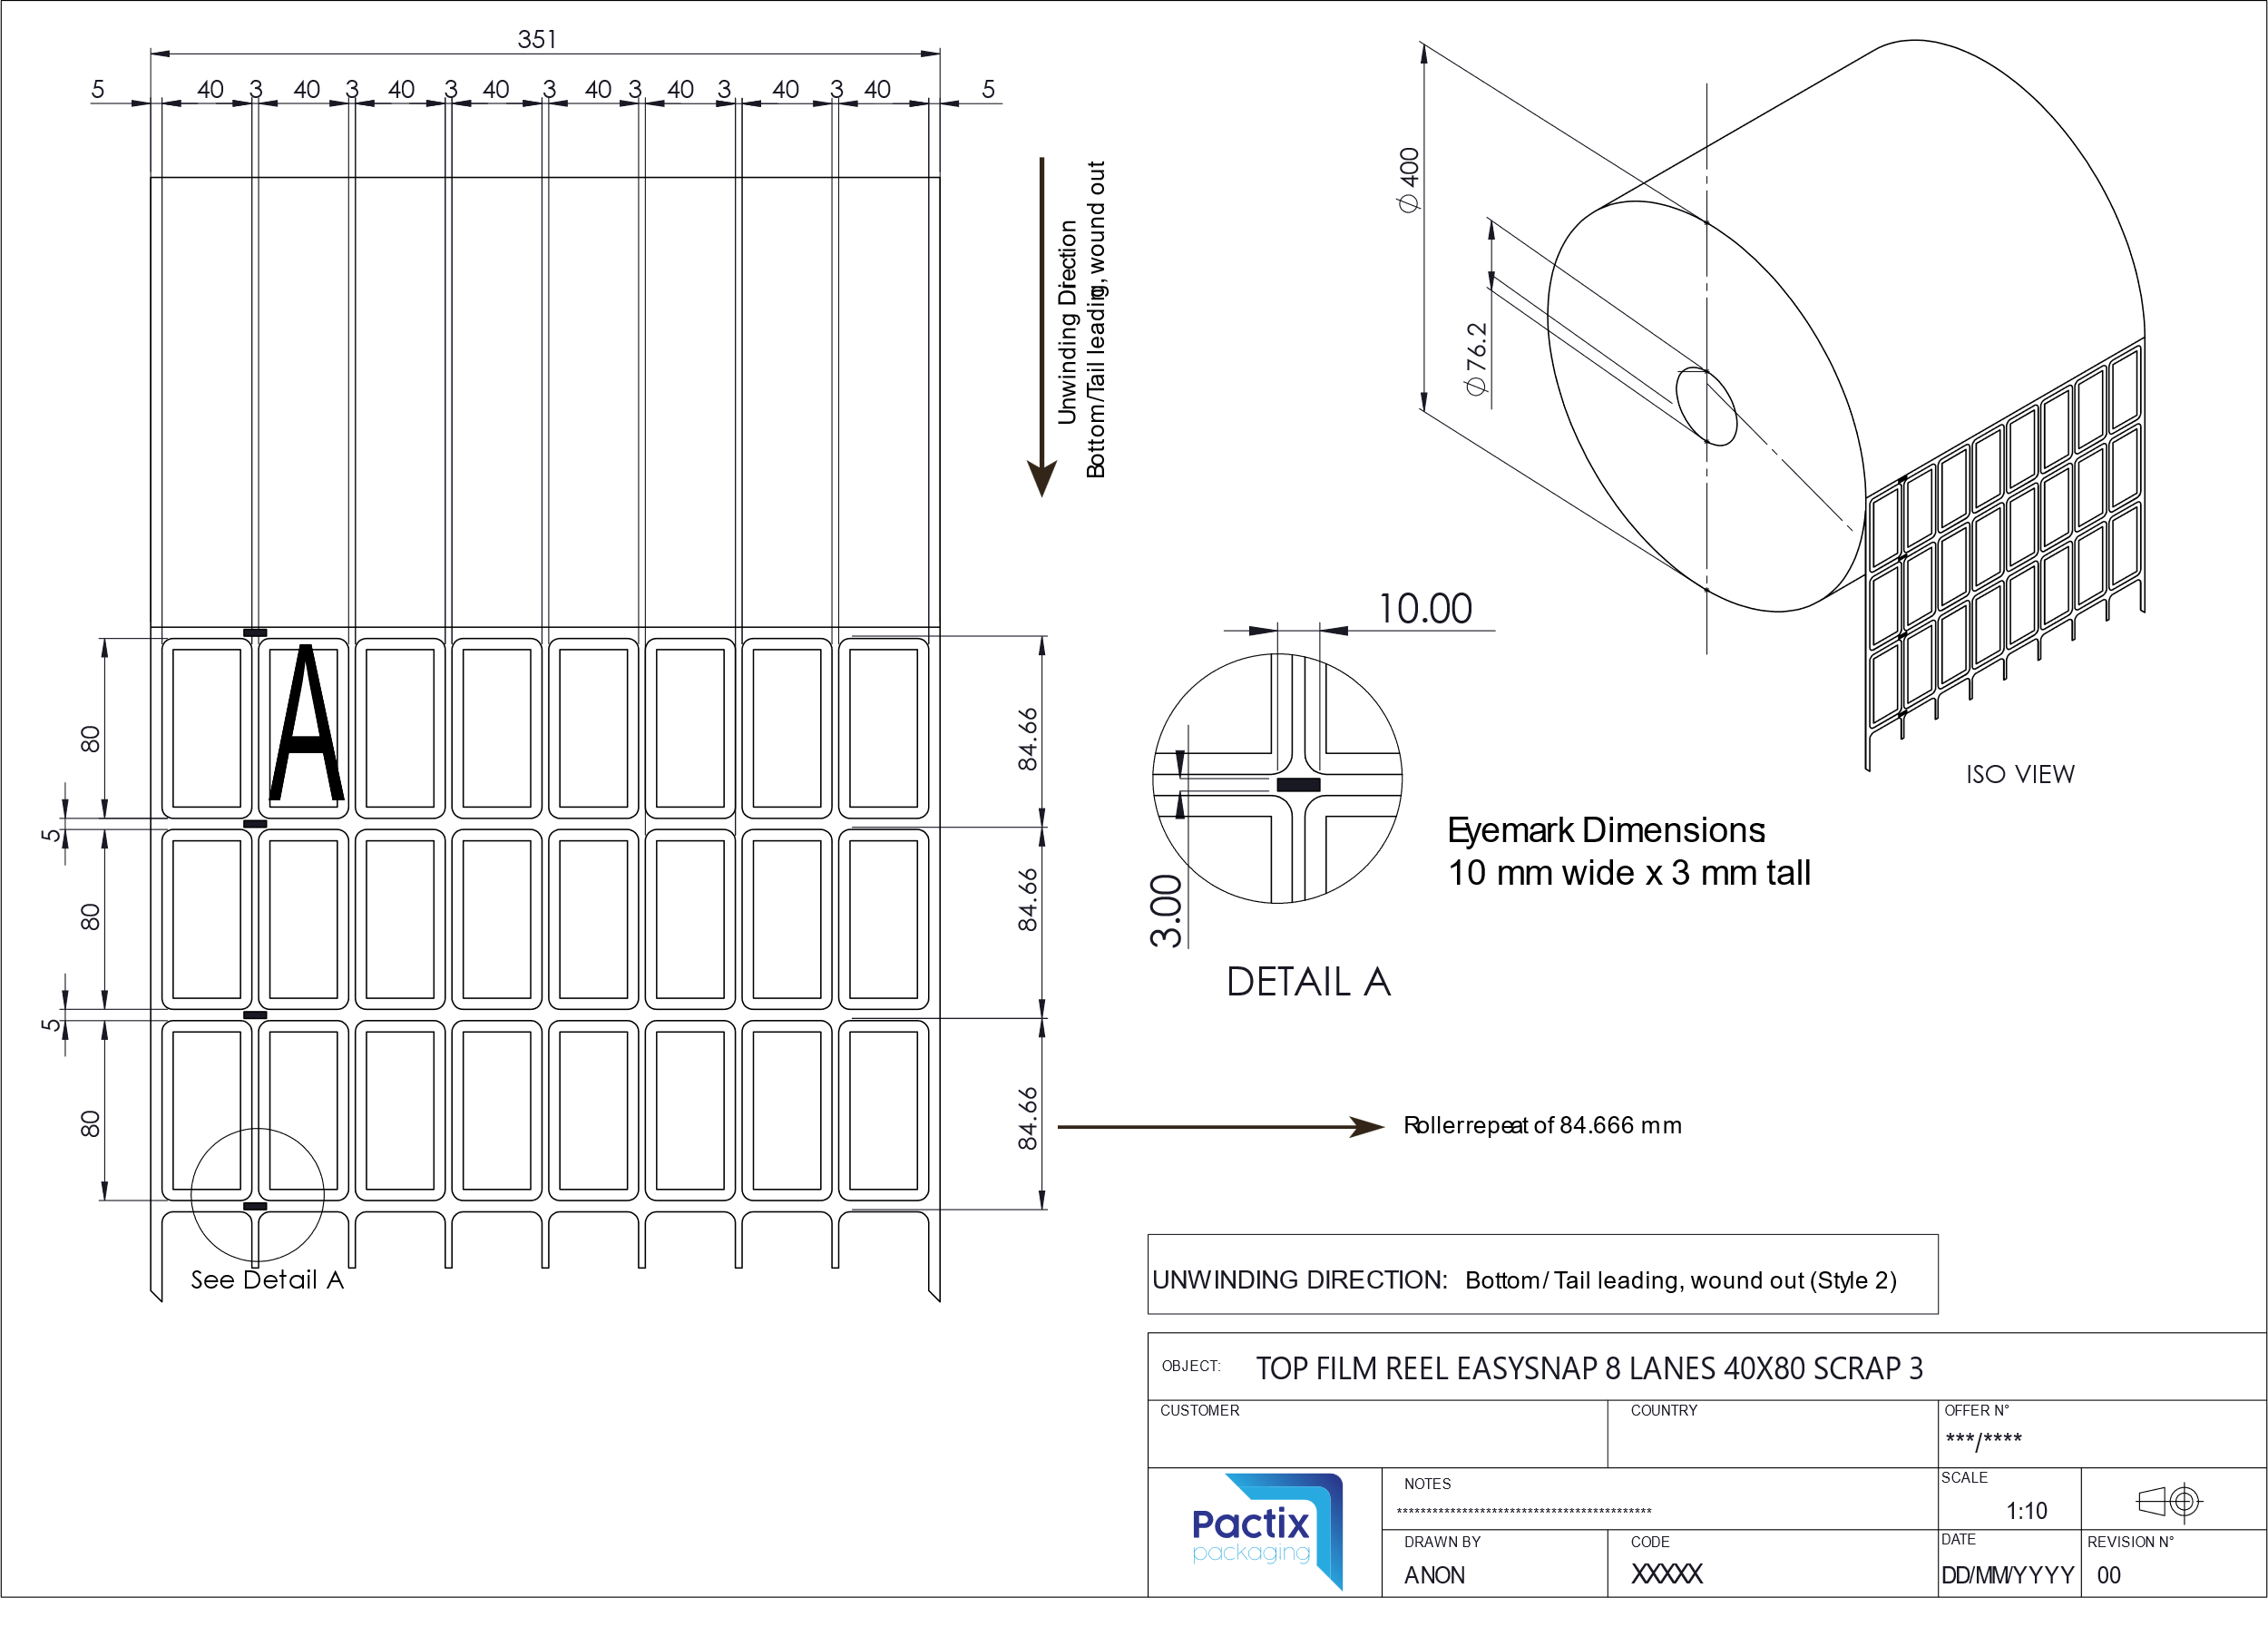 351
5 40 3 40 3 40 3 40 3 40 3 40 3 40 3 40 5
Unwinding Direction
Bottom/Tail leading, wound out
A
80
5
80
5
80
84.66
84.66
84.66
See Detail A
Ø 400
Ø 76.2
ISO VIEW
10.00
3.00
DETAIL A
Eyemark Dimensions:
10 mm wide x 3 mm tall
Roller repeat of 84.666 mm
UNWINDING DIRECTION: Bottom/ Tail leading, wound out (Style 2)
OBJECT: TOP FILM REEL EASYSNAP 8 LANES 40X80 SCRAP 3
CUSTOMER
COUNTRY
OFFER N°
***/****
Pactix
packaging
NOTES
*******************************************
SCALE
1:10
DRAWN BY
ANON
CODE
XXXXX
DATE
DD/MM/YYYY
REVISION N°
00